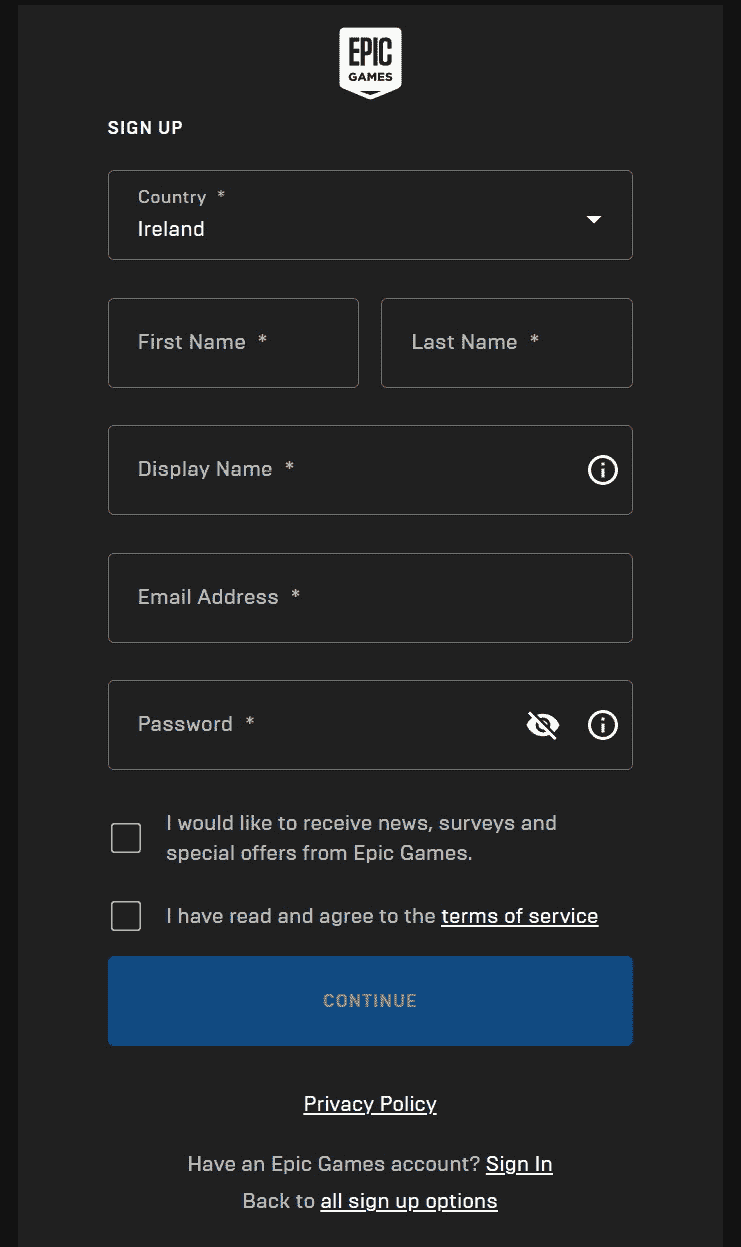 EPIC
GAMES
SIGN UP
Country *
Ireland
First Name *
Last Name *
Display Name *
Email Address *
Password *
I would like to receive news, surveys and
special offers from Epic Games.
I have read and agree to the terms of service
CONTINUE
Privacy Policy
Have an Epic Games account? Sign In
Back to all sign up options